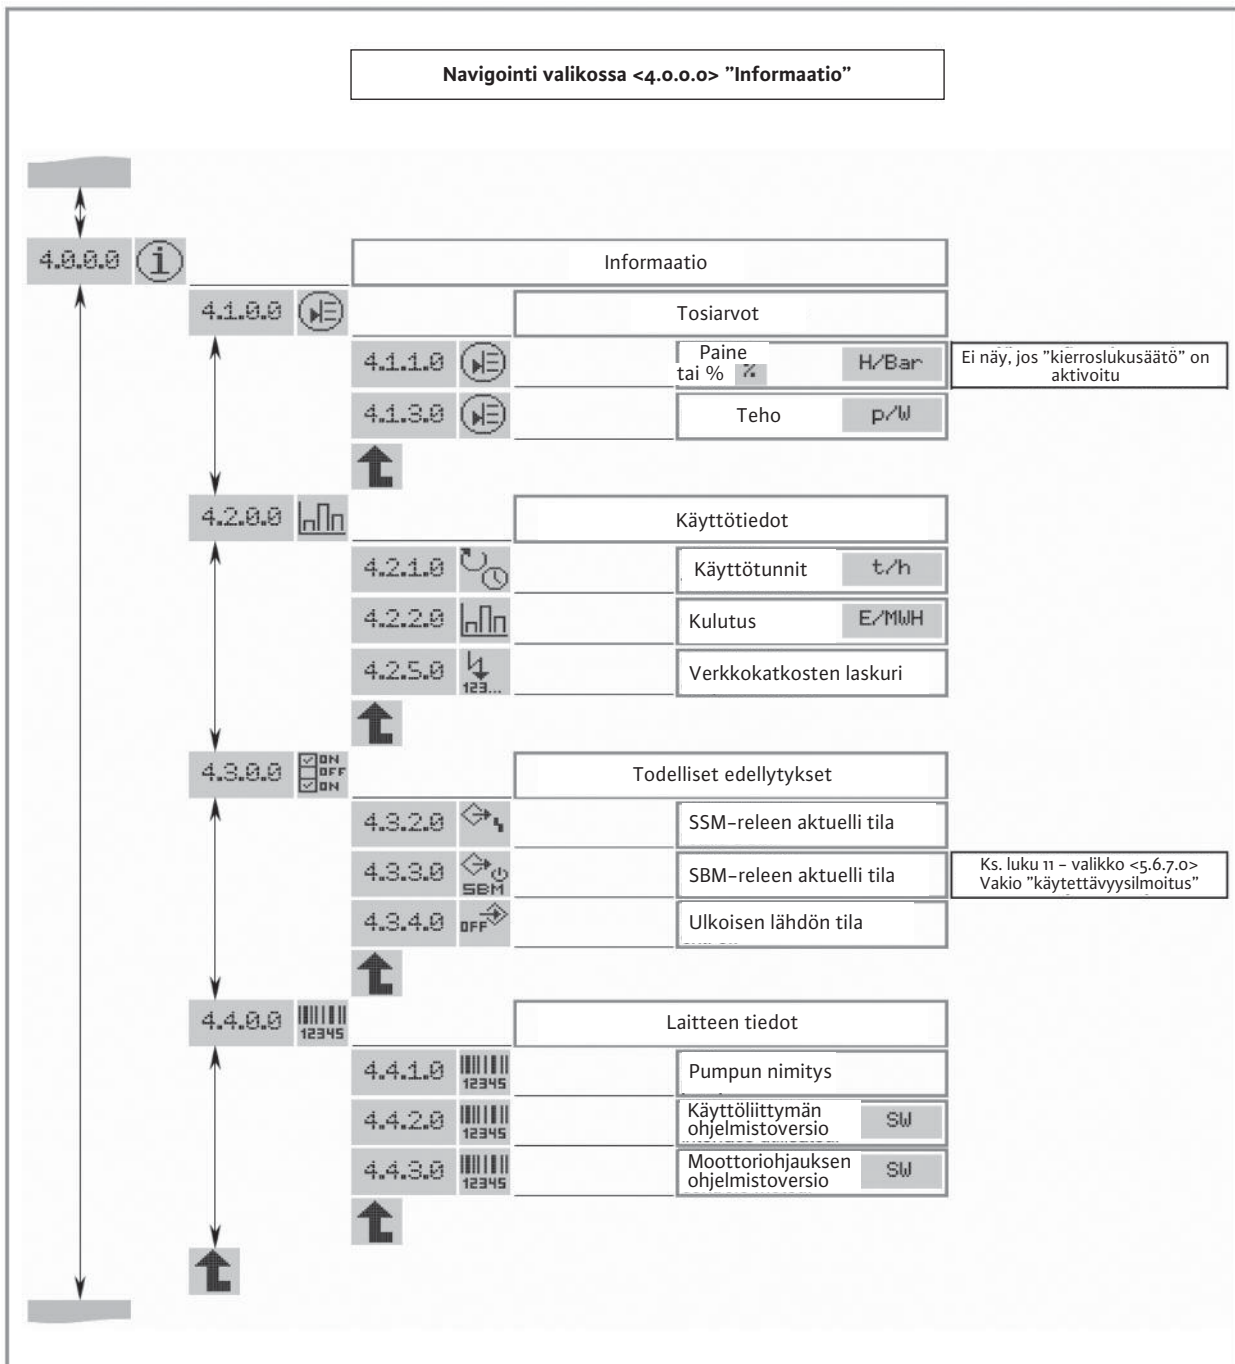 Navigointi valikossa <4.0.0.0> ”Informaatio”
4.0.0.0
Informaatio
4.1.0.0
Tosiarvot
4.1.1.0
Paine
tai % %
H/Bar
Ei näy, jos ”kierroslukusäätö” on
aktivoitu
4.1.3.0
Teho
p/W
4.2.0.0
Käyttötiedot
4.2.1.0
Käyttötunnit
t/h
4.2.2.0
Kulutus
E/MWH
4.2.5.0
123...
Verkkokatkosten laskuri
4.3.0.0
ON
OFF
ON
Todelliset edellytykset
4.3.2.0
SSM-releen aktuelli tila
4.3.3.0
SBM
SBM-releen aktuelli tila
Ks. luku 11 – valikko <5.6.7.0>
Vakio ”käytettävyysilmoitus”
4.3.4.0
OFF
Ulkoisen lähdön tila
4.4.0.0
12345
Laitteen tiedot
4.4.1.0
12345
Pumpun nimitys
4.4.2.0
12345
Käyttöliittymän
ohjelmistoversio
SW
4.4.3.0
12345
Moottoriohjauksen
ohjelmistoversio
SW